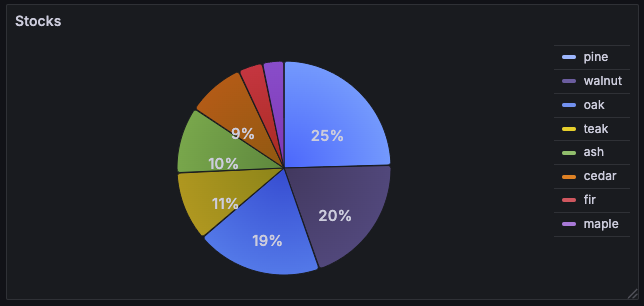 Stocks
25%
20%
19%
11%
10%
9%
pine
walnut
oak
teak
ash
cedar
fir
maple